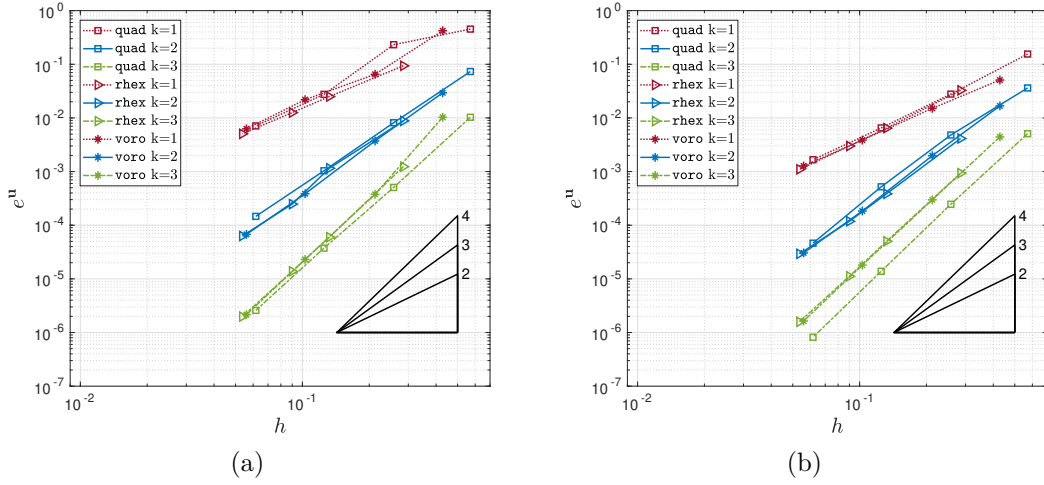 10^0
10^-1
10^-2
10^-3
10^-4
10^-5
10^-6
10^-7
e^u
quad k=1
quad k=2
quad k=3
rhex k=1
rhex k=2
rhex k=3
voro k=1
voro k=2
voro k=3
4
3
2
10^-2
10^-1
h
(a)
10^0
10^-1
10^-2
10^-3
10^-4
10^-5
10^-6
10^-7
e^u
quad k=1
quad k=2
quad k=3
rhex k=1
rhex k=2
rhex k=3
voro k=1
voro k=2
voro k=3
4
3
2
10^-2
10^-1
h
(b)